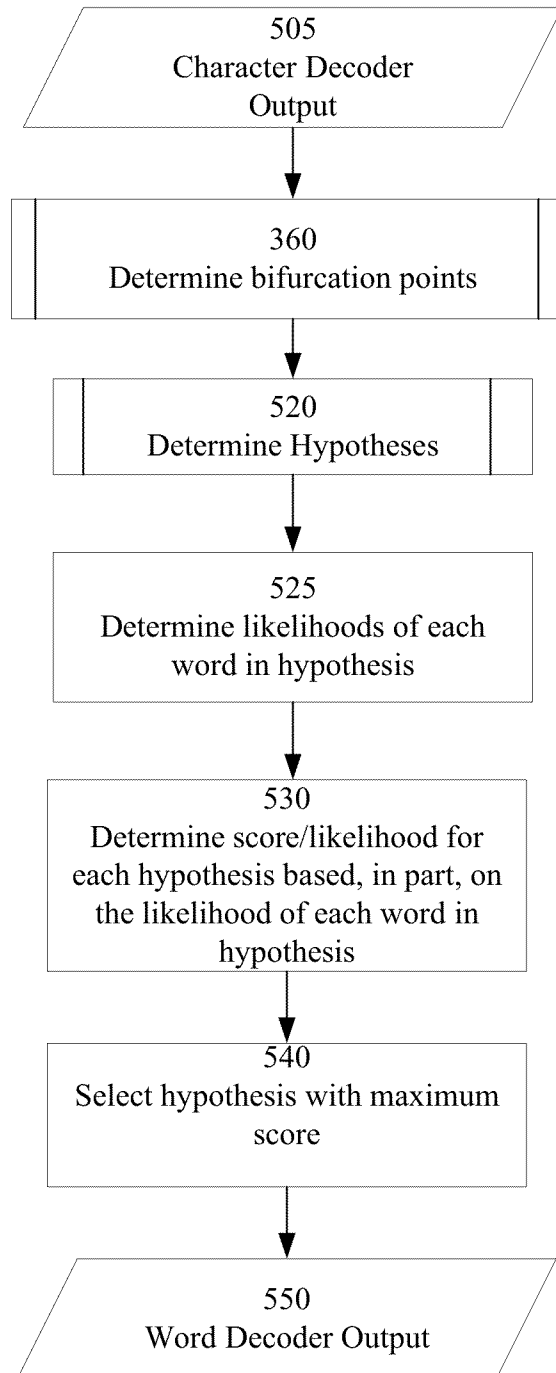 505
Character Decoder
Output
360
Determine bifurcation points
520
Determine Hypotheses
525
Determine likelihoods of each
word in hypothesis
530
Determine score/likelihood for
each hypothesis based, in part, on
the likelihood of each word in
hypothesis
540
Select hypothesis with maximum
score
550
Word Decoder Output